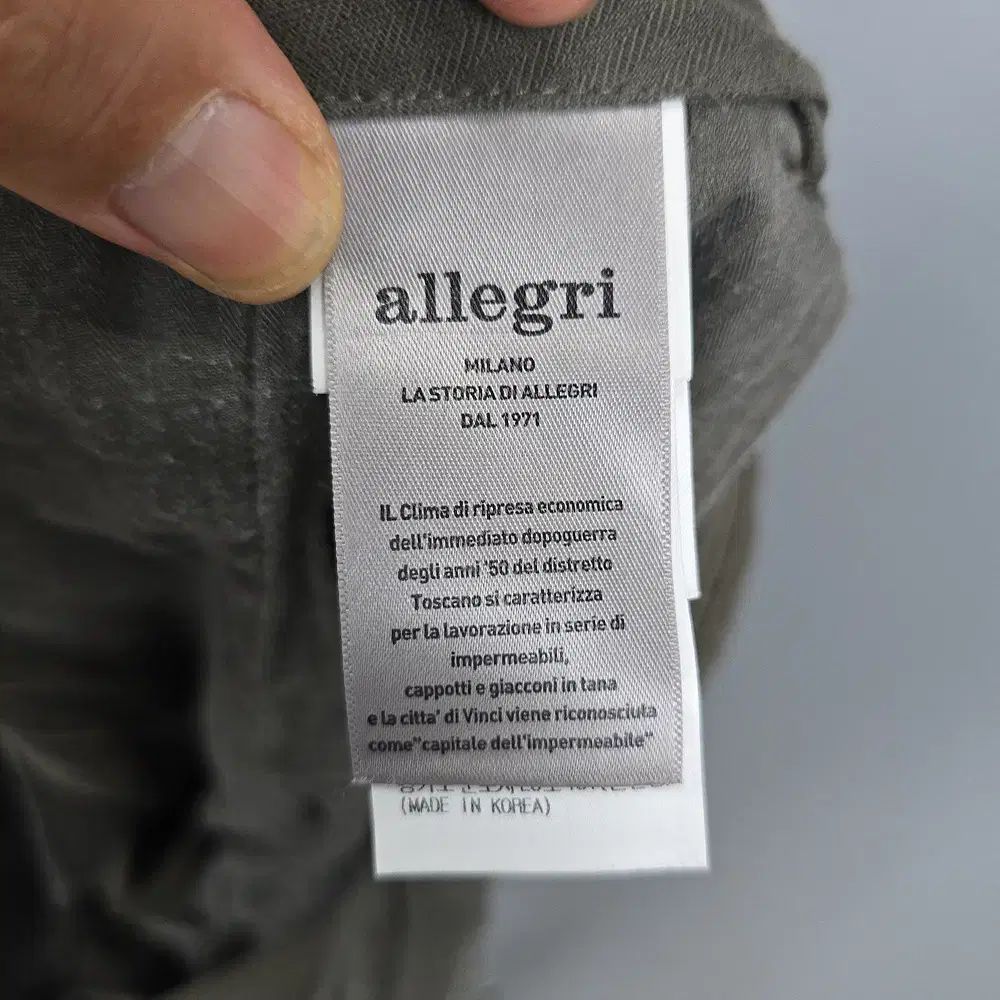 allegri
MILANO
LA STORIA DI ALLEGRI
DAL 1971
IL Clima di ripresa economica
dell'immediato dopoguerra
degli anni '50 del distretto
Toscano si caratterizza
per la lavorazione in serie di
impermeabili,
cappotti e giacconi in tana
e la citta' di Vinci viene riconosciuta
come"capitale dell'impermeabile"
(MADE IN KOREA)